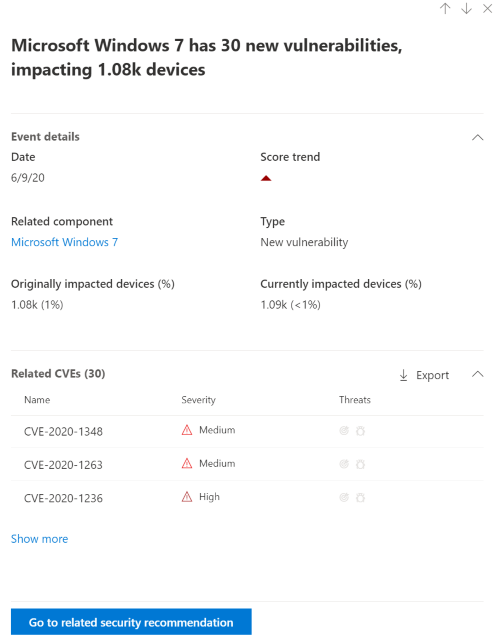 Microsoft Windows 7 has 30 new vulnerabilities,
impacting 1.08k devices
Event details
Date Score trend
6/9/20
Related component Type
Microsoft Windows 7 New vulnerability
Originally impacted devices (%) Currently impacted devices (%)
1.08k (1%) 1.09k (<1%)
Related CVEs (30) Export
Name Severity Threats
CVE-2020-1348 Medium
CVE-2020-1263 Medium
CVE-2020-1236 High
Show more
Go to related security recommendation